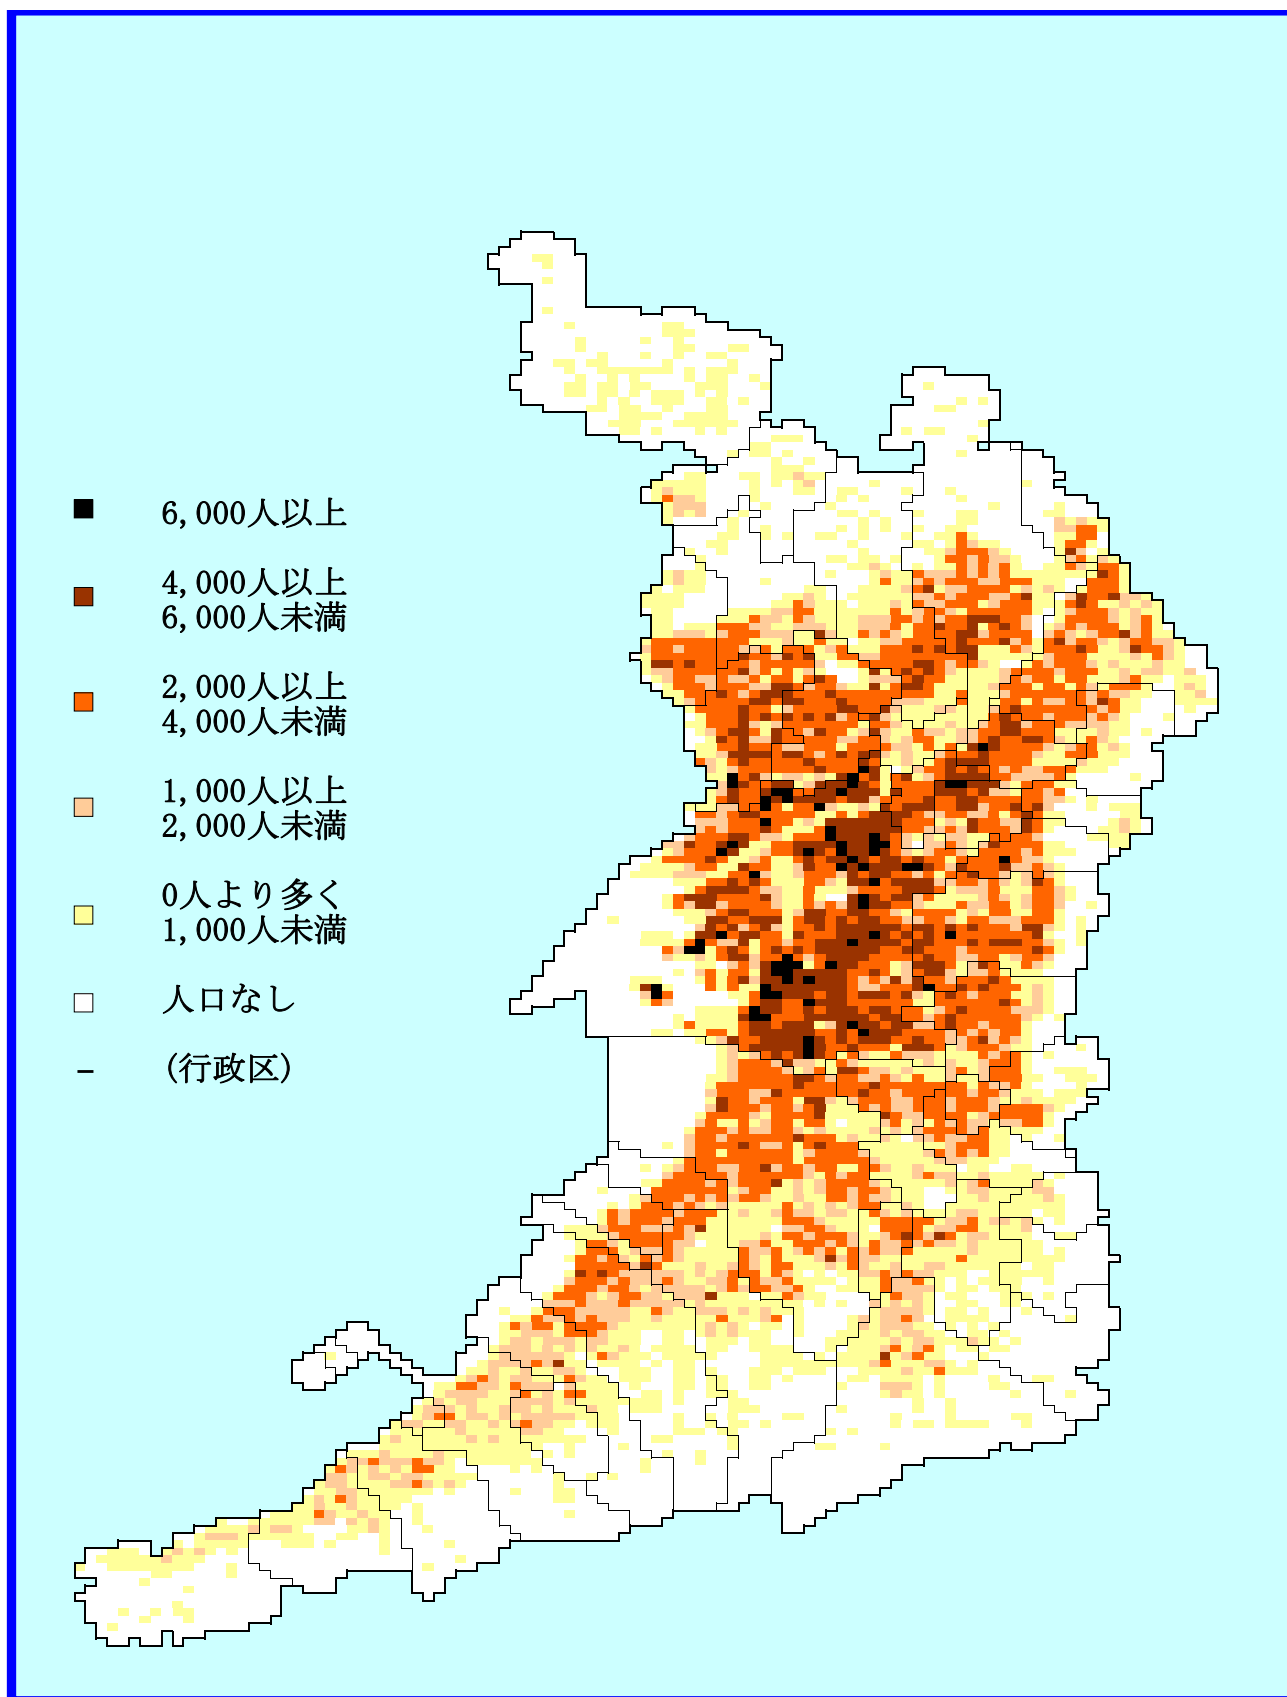 6,000人以上
4,000人以上
6,000人未満
2,000人以上
4,000人未満
1,000人以上
2,000人未満
0人より多く
1,000人未満
人口なし
(行政区)